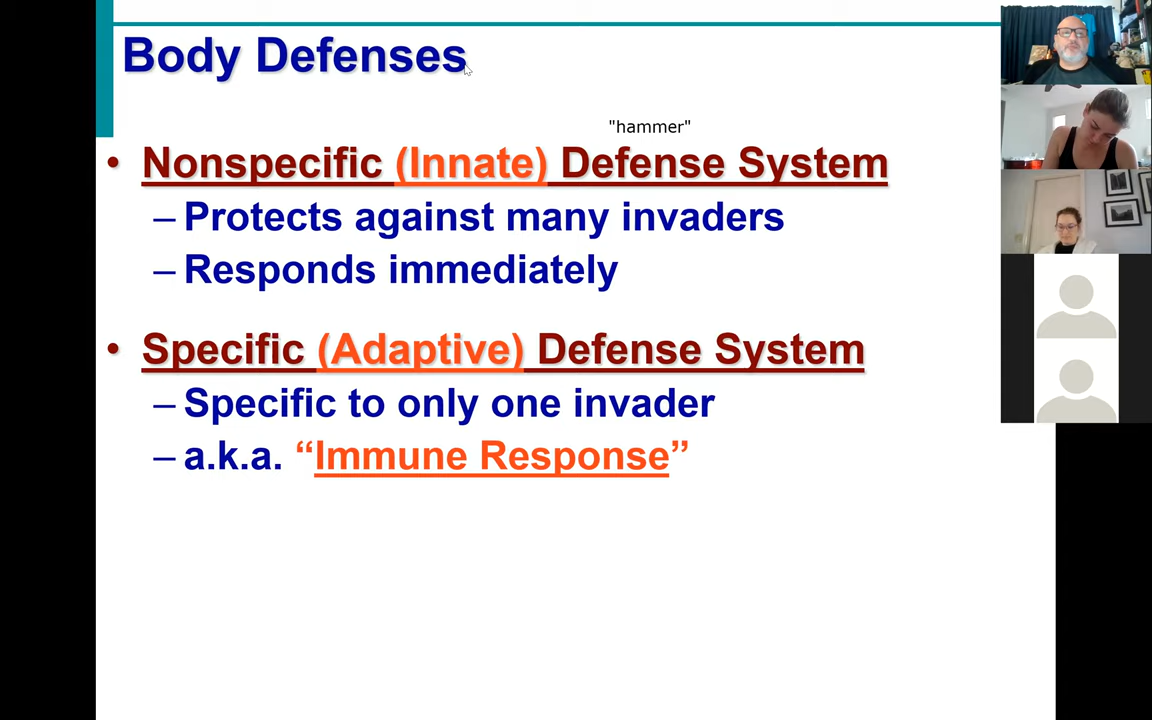 Body Defenses
"hammer"
• Nonspecific (Innate) Defense System
– Protects against many invaders
– Responds immediately
• Specific (Adaptive) Defense System
– Specific to only one invader
– a.k.a. “Immune Response”